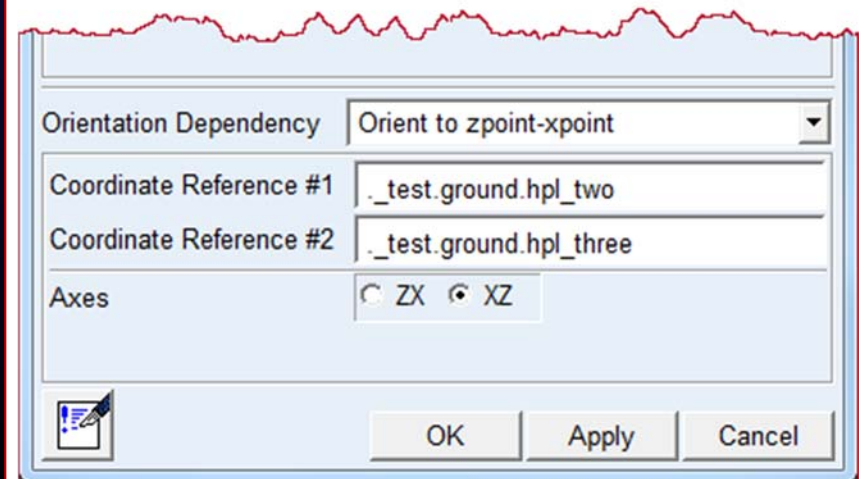 Orientation Dependency Orient to zpoint-xpoint
Coordinate Reference #1 ._test.ground.hpl_two
Coordinate Reference #2 ._test.ground.hpl_three
Axes ZX XZ
OK Apply Cancel